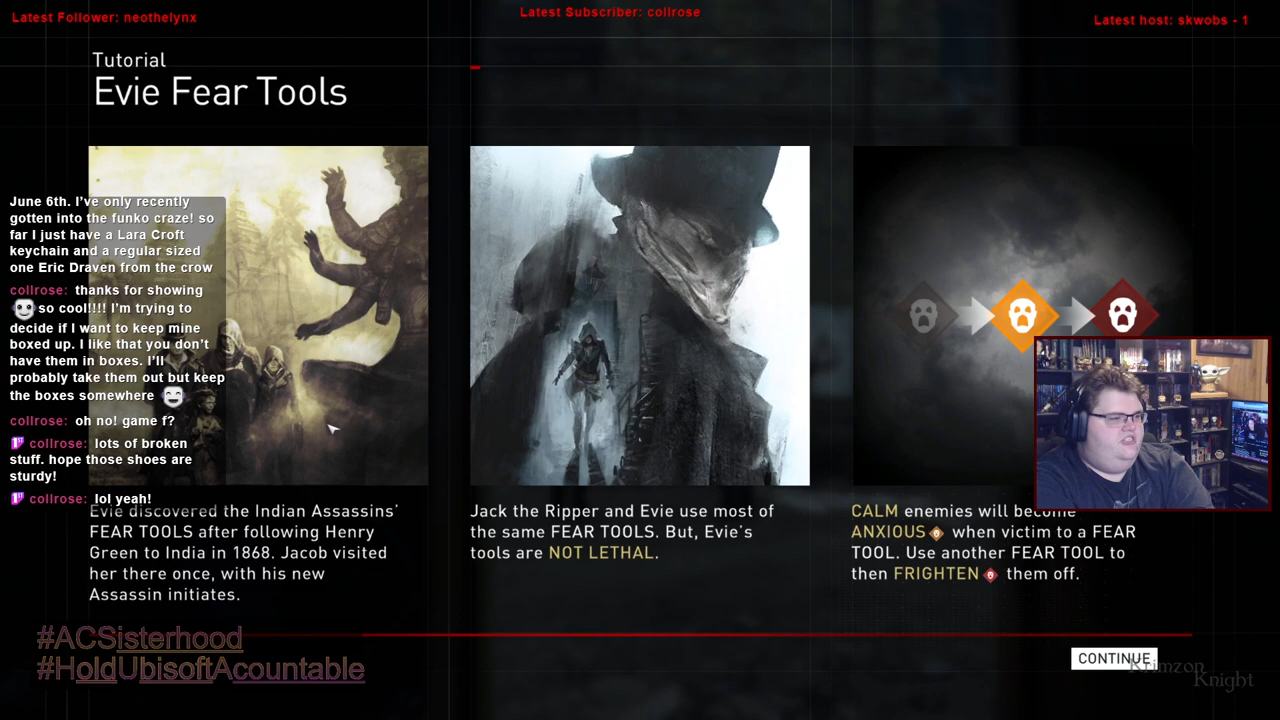 Latest Follower: neothelynx
Latest Subscriber: collrose
Latest host: skwobs - 1
Tutorial
Evie Fear Tools
June 6th. I've only recently
gotten into the funko craze! so
far I just have a Lara Croft
keychain and a regular sized
one Eric Draven from the crow
collrose: thanks for showing
so cool!!!! I'm trying to
decide if I want to keep mine
boxed up. I like that you don't
have them in boxes. I'll
probably take them out but keep
the boxes somewhere
collrose: oh no! game f?
collrose: lots of broken
stuff. hope those shoes are
sturdy!
collrose: lol yeah!
Evie discovered the Indian Assassins'
FEAR TOOLS after following Henry
Green to India in 1868. Jacob visited
her there once, with his new
Assassin initiates.
Jack the Ripper and Evie use most of
the same FEAR TOOLS. But, Evie's
tools are NOT LETHAL.
CALM enemies will become
ANXIOUS when victim to a FEAR
TOOL. Use another FEAR TOOL to
then FRIGHTEN them off.
#ACSisterhood
#HoldUbisoftAcountable
CONTINUE
Krimzon
Knight